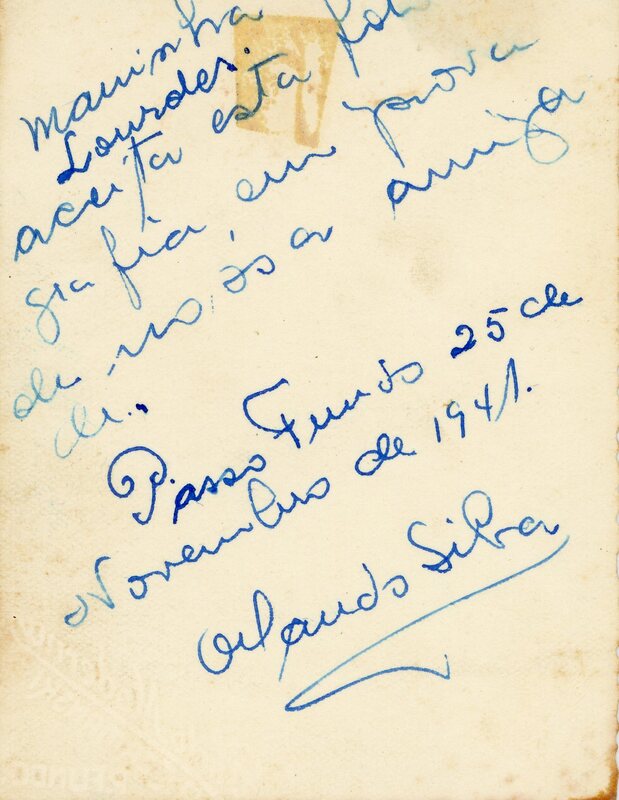 Maninha
Lourdes.
aceita esta foto
grafia, em prova
de nóssa amiza
de..
Passo Fundo 25 de
Novembro de 1941.
Orlando Silva